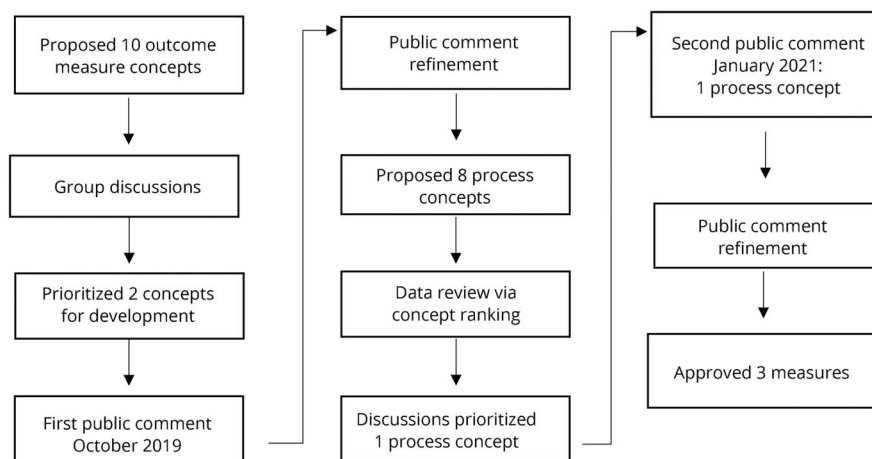 Proposed 10 outcome
measure concepts
Group discussions
Prioritized 2 concepts
for development
First public comment
October 2019
Public comment
refinement
Proposed 8 process
concepts
Data review via
concept ranking
Discussions prioritized
1 process concept
Second public comment
January 2021:
1 process concept
Public comment
refinement
Approved 3 measures